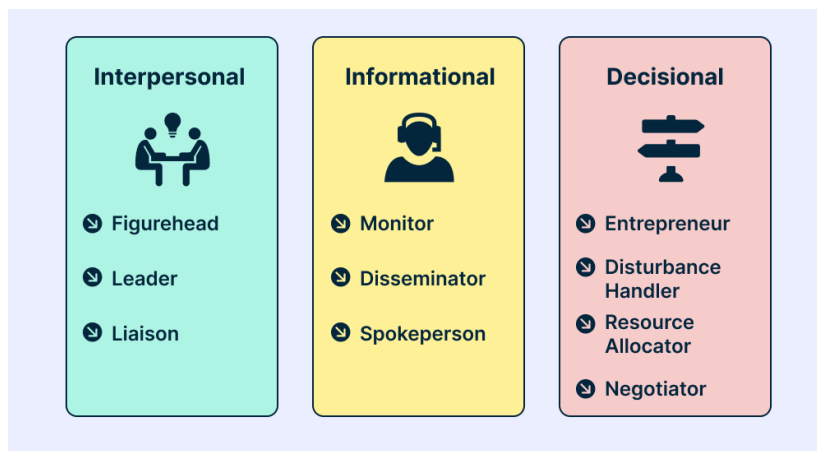 Interpersonal
Figurehead
Leader
Liaison
Informational
Monitor
Disseminator
Spokeperson
Decisional
Entrepreneur
Disturbance
Handler
Resource
Allocator
Negotiator